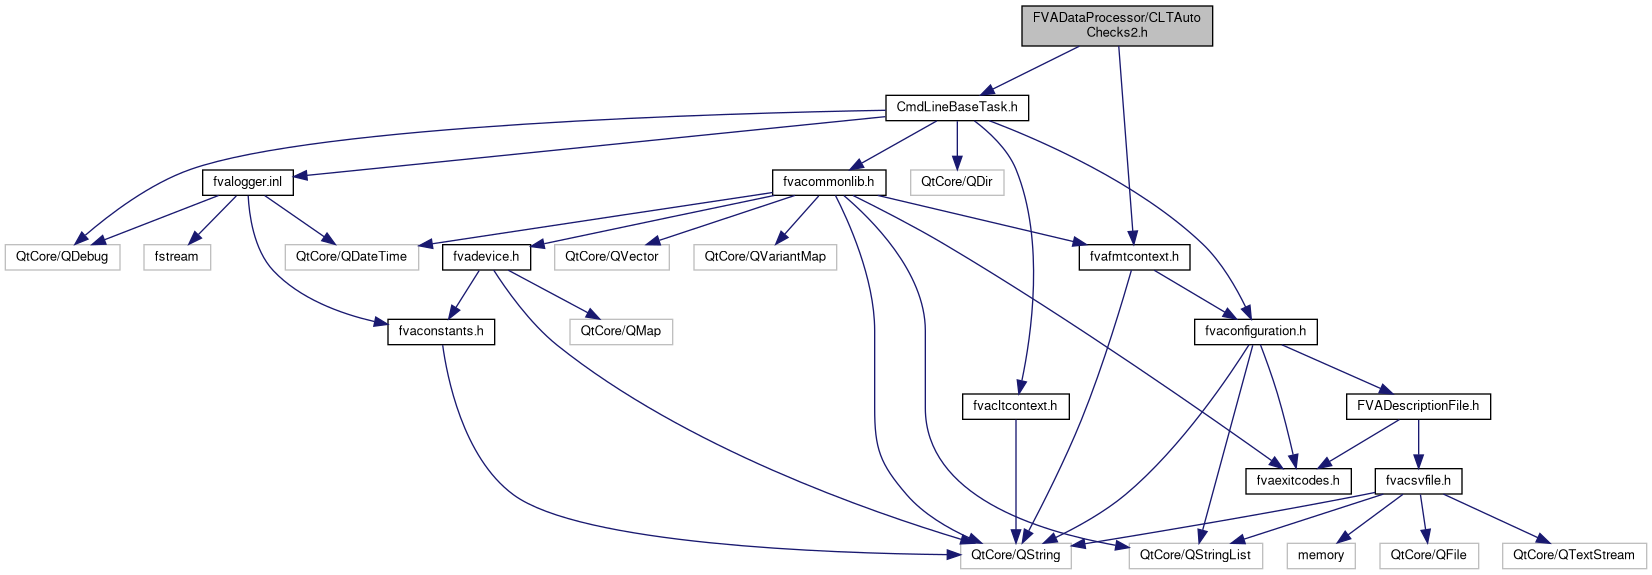 FVADataProcessor/CLTAuto
Checks2.h
CmdLineBaseTask.h
fvalogger.inl
fvacommonlib.h
QtCore/QDir
QtCore/QDebug
fstream
QtCore/QDateTime
fvadevice.h
QtCore/QVector
QtCore/QVariantMap
fvafmtcontext.h
fvaconstants.h
QtCore/QMap
fvaconfiguration.h
fvacltcontext.h
FVADescriptionFile.h
fvaexitcodes.h
fvacsvfile.h
QtCore/QString
QtCore/QStringList
memory
QtCore/QFile
QtCore/QTextStream